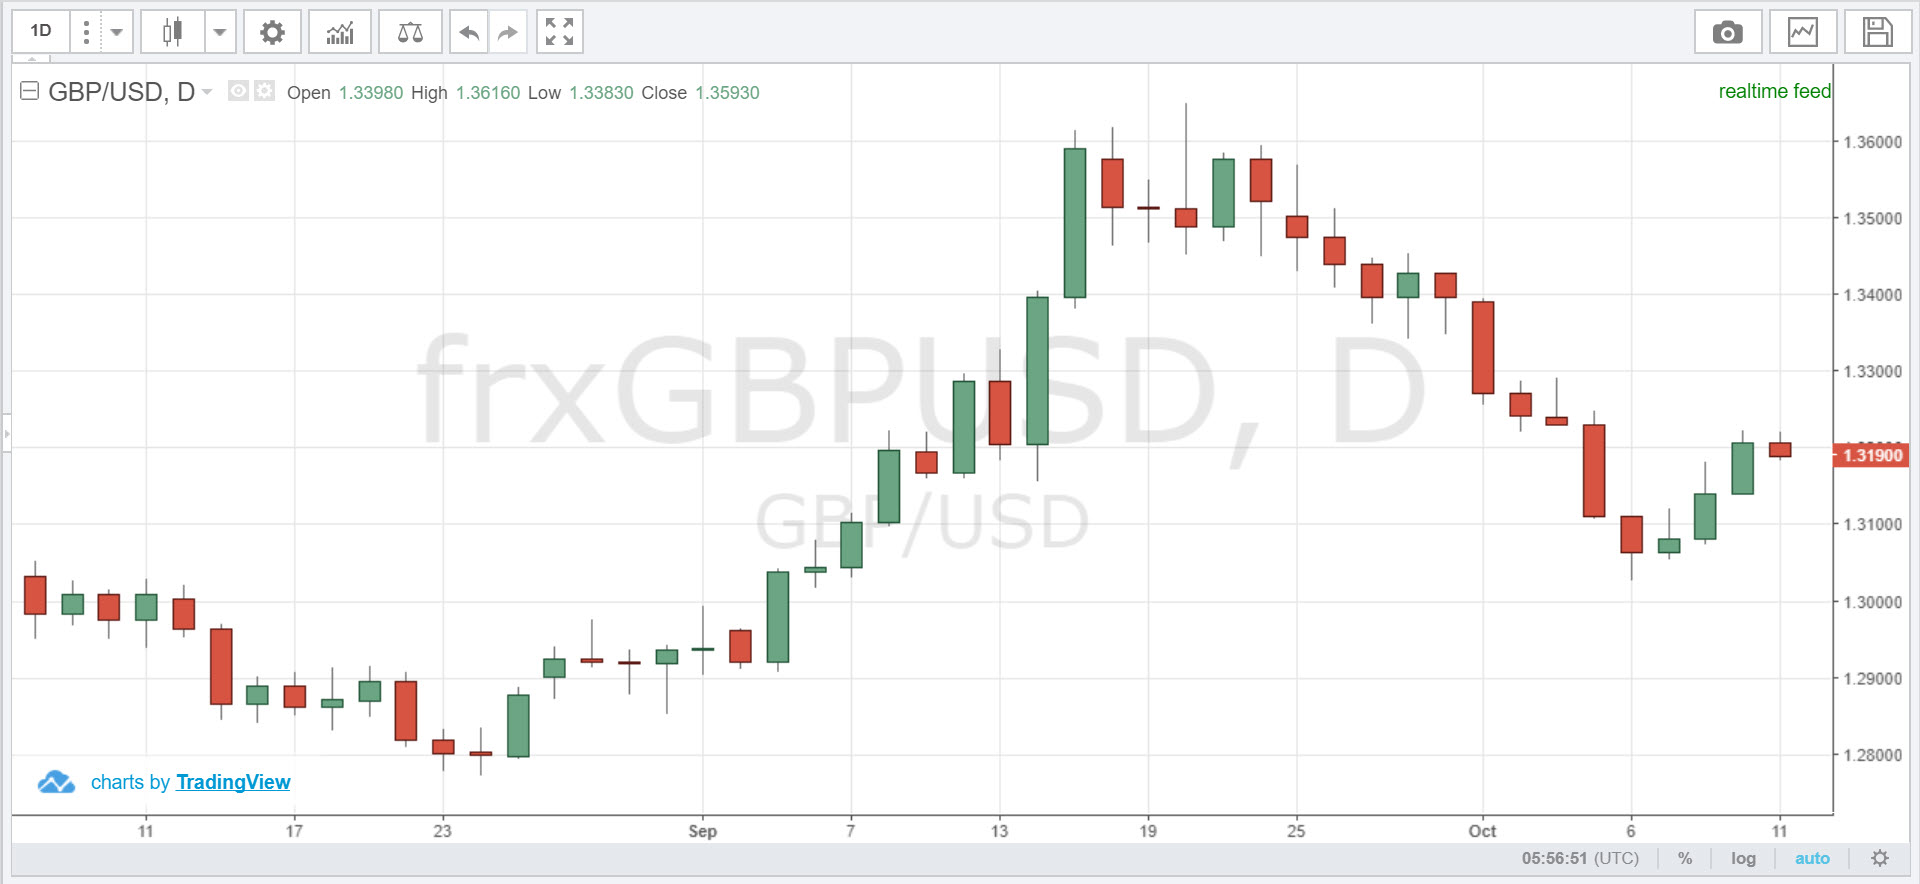 1D
GBP/USD, D Open 1.33980 High 1.36160 Low 1.33830 Close 1.35930
realtime feed
1.36000
1.35000
1.34000
frxGBPUSD, D
GBP/USD
1.33000
1.31900
1.31000
1.30000
1.29000
1.28000
charts by TradingView
11 17 23 Sep 7 13 19 25 Oct 6 11
05:56:51 (UTC) % log auto